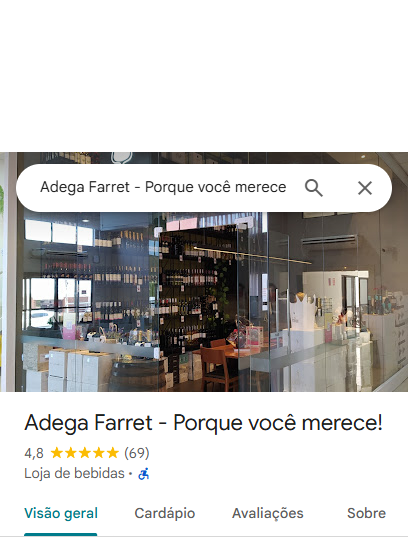 Adega Farret - Porque você merece
Adega Farret - Porque você merece!
4,8 (69)
Loja de bebidas ·
Visão geral Cardápio Avaliações Sobre